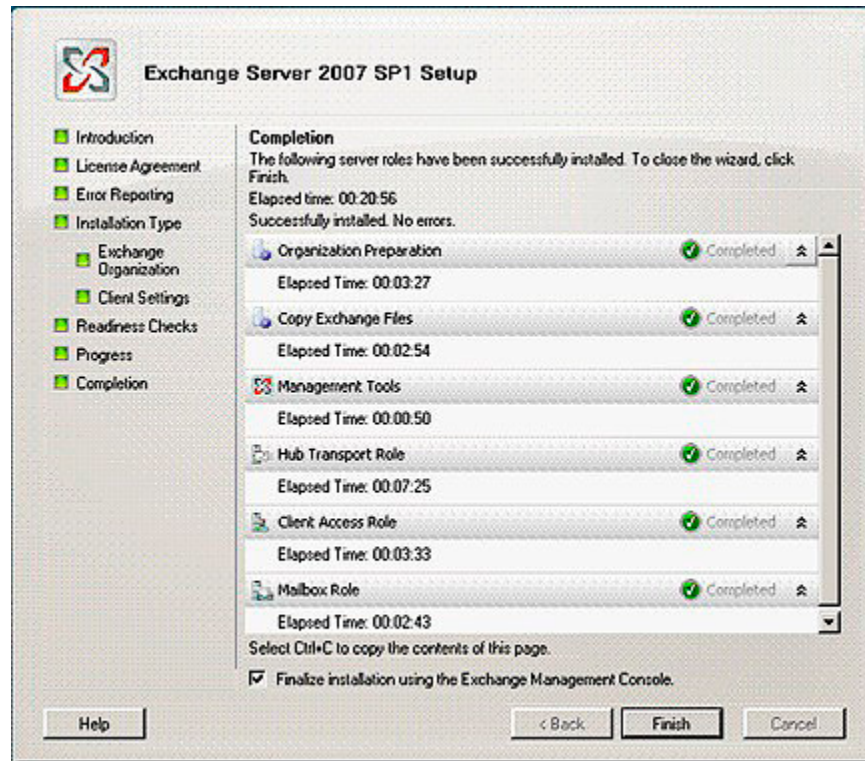 Exchange Server 2007 SP1 Setup
Introduction
License Agreement
Error Reporting
Installation Type
Exchange
Organization
Client Settings
Readiness Checks
Progress
Completion
Completion
The following server roles have been successfully installed. To close the wizard, click
Finish.
Elapsed time: 00:20:56
Successfully installed. No errors.
Organization Preparation Completed
Elapsed Time: 00:03:27
Copy Exchange Files Completed
Elapsed Time: 00:02:54
Management Tools Completed
Elapsed Time: 00:00:50
Hub Transport Role Completed
Elapsed Time: 00:07:25
Client Access Role Completed
Elapsed Time: 00:03:33
Mailbox Role Completed
Elapsed Time: 00:02:43
Select Ctrl+C to copy the contents of this page.
Finalize installation using the Exchange Management Console.
Help < Back Finish Cancel